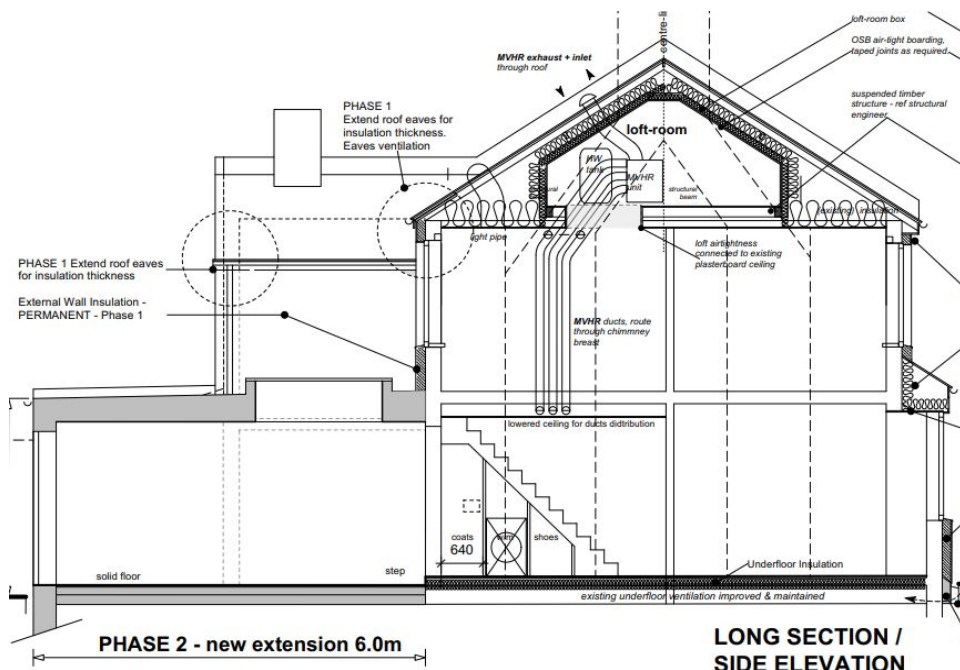 loft-room box
OSB air-tight boarding,
taped joints as required.
centre-li
MVHR exhaust + inlet
through roof
suspended timber
structure - ref structural
engineer
PHASE 1
Extend roof eaves for
insulation thickness.
Eaves ventilation
loft-room
HW
tank
MVHR
unit
structural
beam
(existing) insulation
light pipe
loft airtightness
connected to existing
plasterboard ceiling
PHASE 1 Extend roof eaves
for insulation thickness
External Wall Insulation -
PERMANENT - Phase 1
MVHR ducts, route
through chimmney
breast
lowered ceiling for ducts didtribution
coats
640
shoes
solid floor
step
Underfloor Insulation
existing underfloor ventilation improved & maintained
PHASE 2 - new extension 6.0m
LONG SECTION /
SIDE ELEVATION